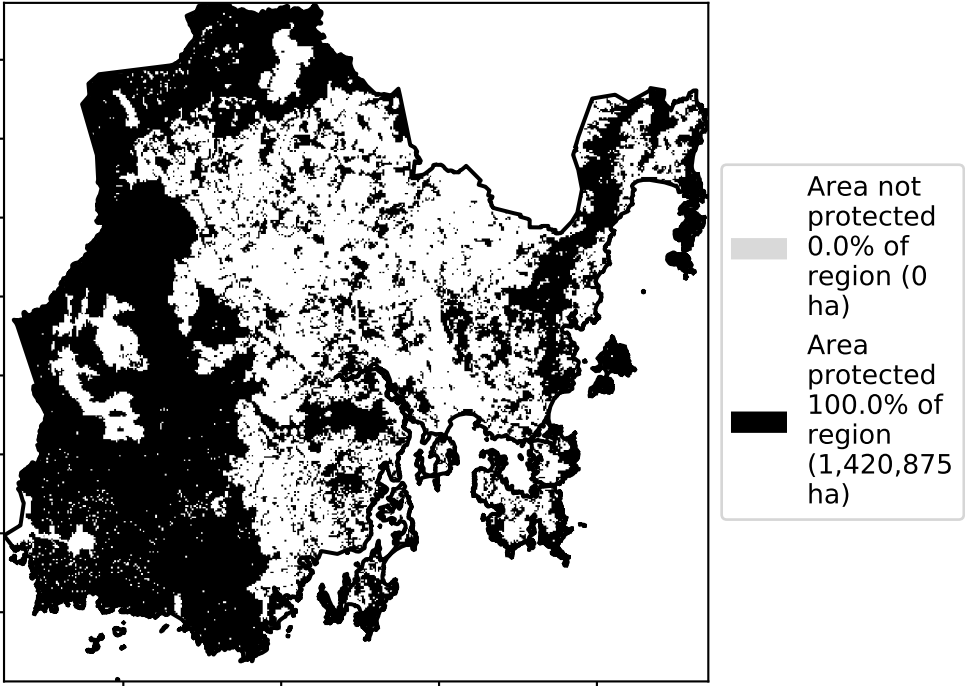 Area not
protected
0.0% of
region (0
ha)
Area
protected
100.0% of
region
(1,420,875
ha)